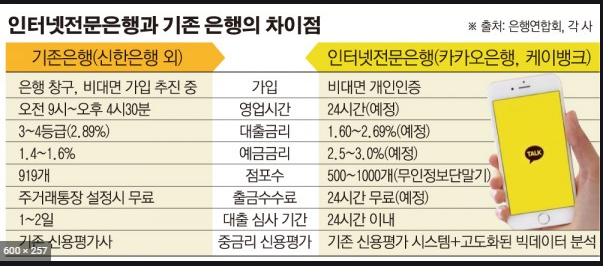 인터넷전문은행과 기존 은행의 차이점
※ 출처: 은행연합회, 각 사
기존은행(신한은행 외) 인터넷전문은행(카카오은행, 케이뱅크)
은행 창구, 비대면 가입 추진 중 가입 비대면 개인인증
오전 9시~오후 4시30분 영업시간 24시간(예정)
3~4등급(2.89%) 대출금리 1.60~2.69%(예정)
1.4~1.6% 예금금리 2.5~3.0%(예정)
919개 점포수 500~1000개(무인정보단말기)
주거래통장 설정시 무료 출금수수료 24시간 무료(예정)
1~2일 대출 심사 기간 24시간 이내
기존 신용평가사 중금리 신용평가 기존 신용평가 시스템+고도화된 빅데이터 분석
TALK
600 × 257